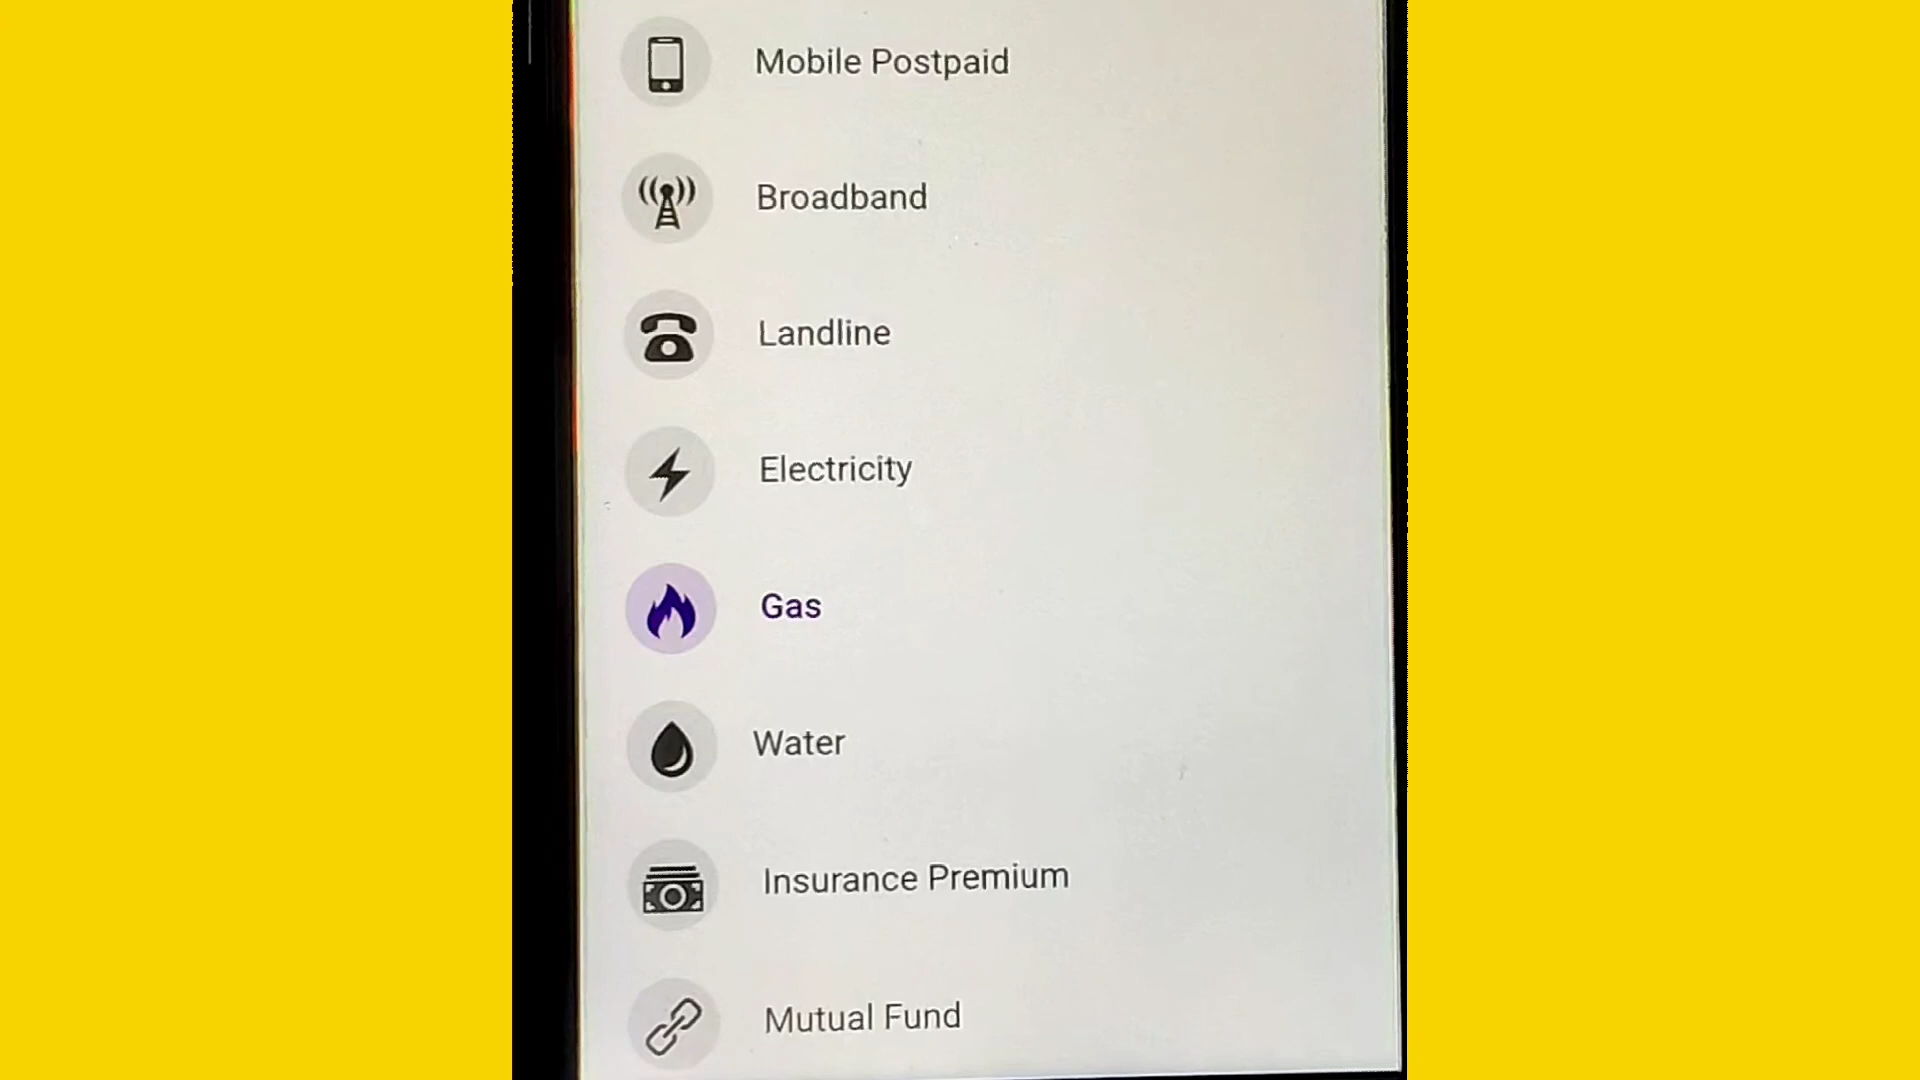 Mobile Postpaid
Broadband
Landline
Electricity
Gas
Water
Insurance Premium
Mutual Fund